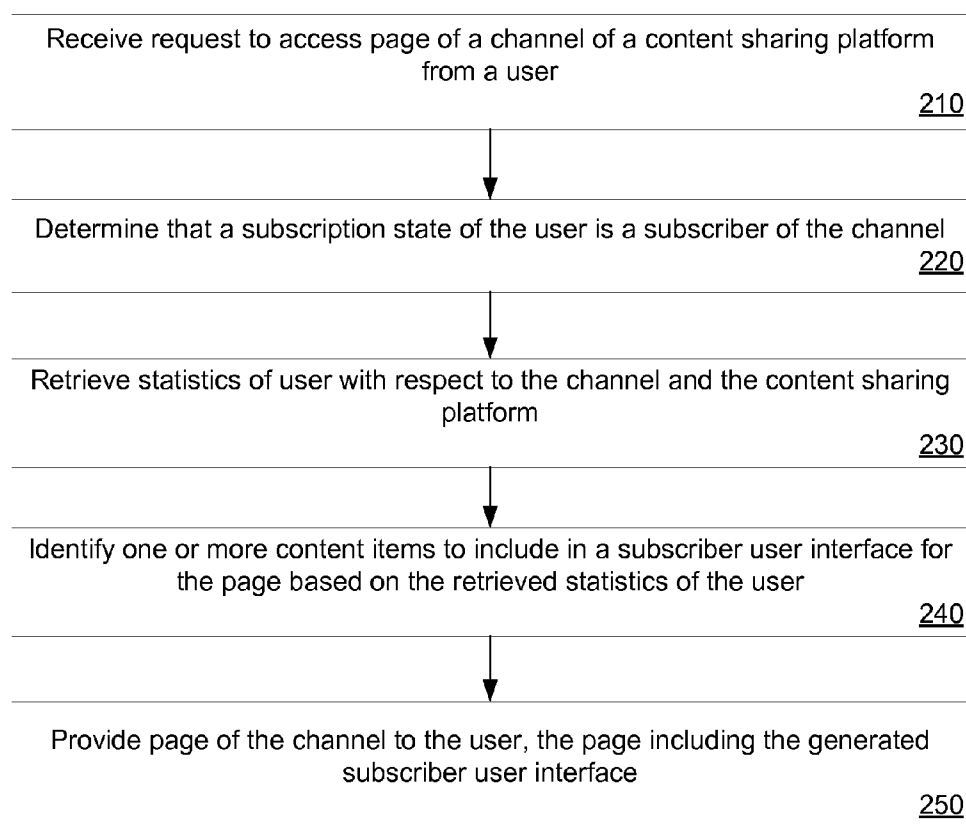 Receive request to access page of a channel of a content sharing platform
from a user
210
Determine that a subscription state of the user is a subscriber of the channel
220
Retrieve statistics of user with respect to the channel and the content sharing
platform
230
Identify one or more content items to include in a subscriber user interface for
the page based on the retrieved statistics of the user
240
Provide page of the channel to the user, the page including the generated
subscriber user interface
250